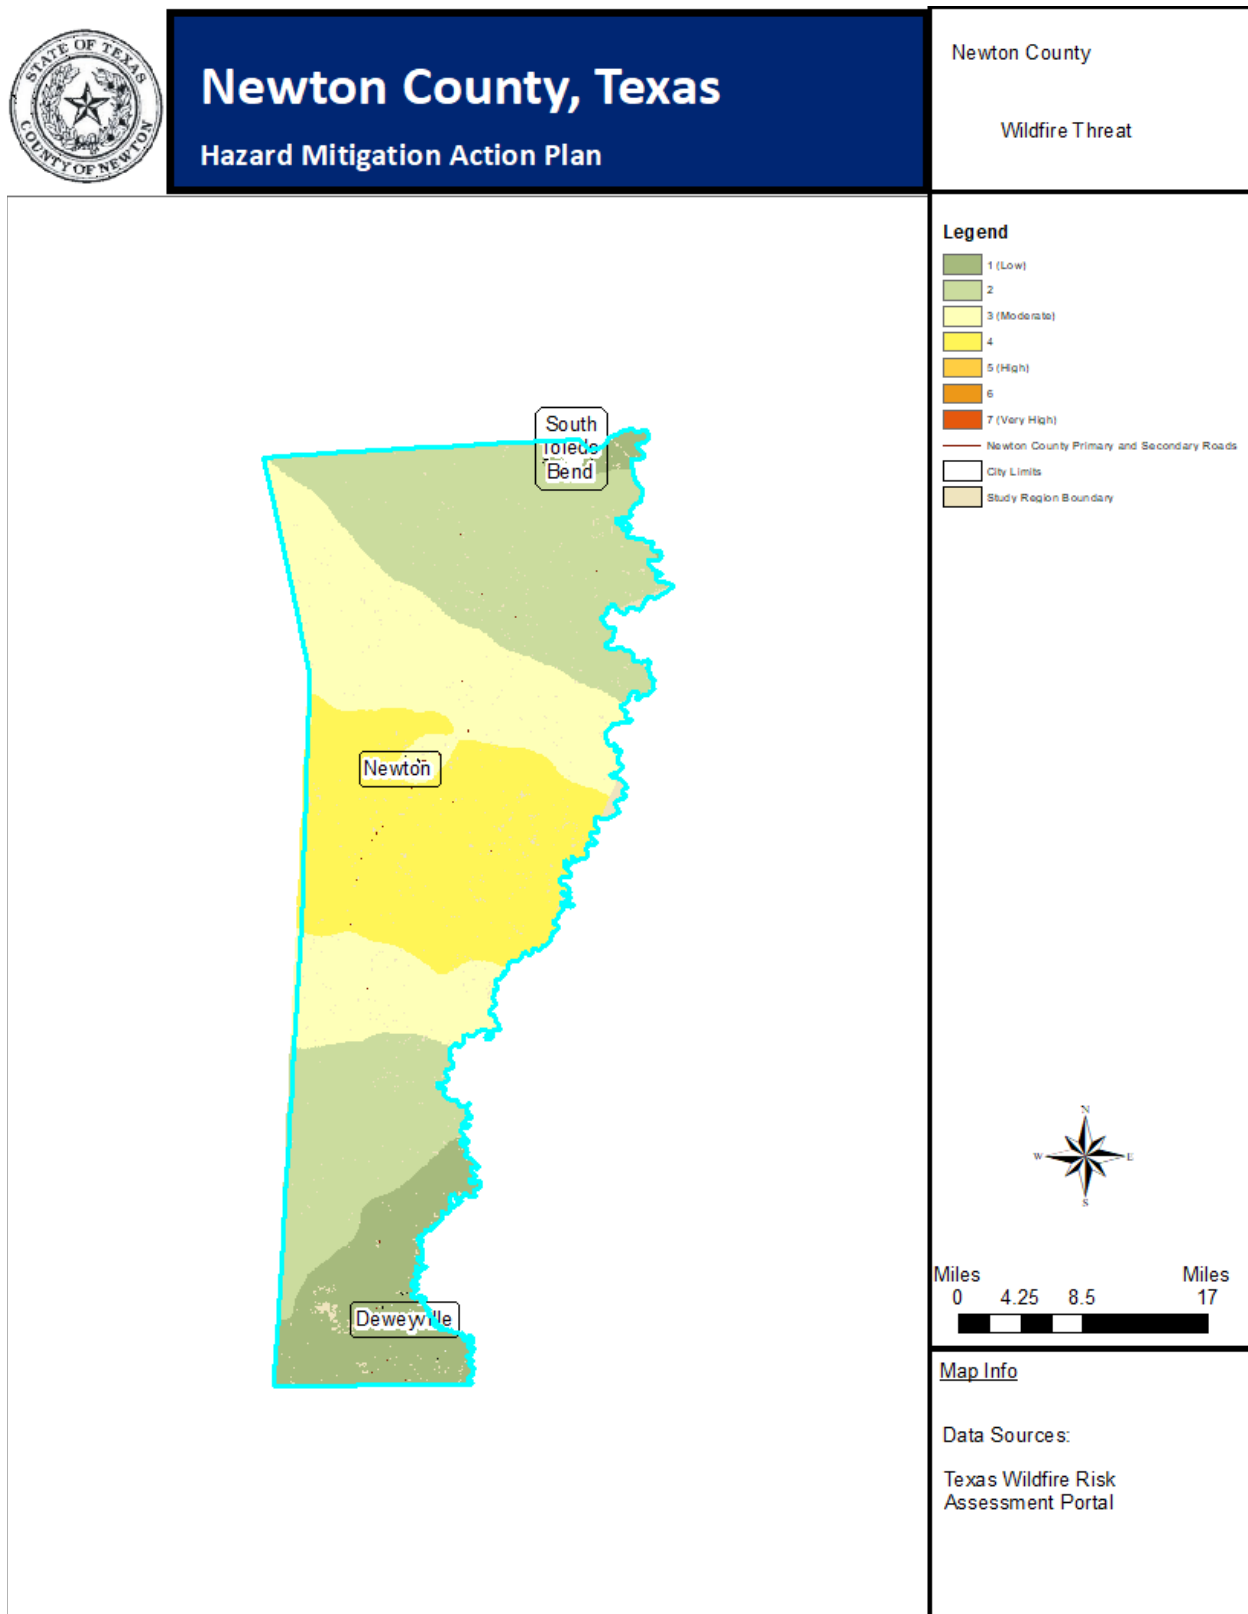 STATE OF TEXAS
COUNTY OF NEWTON
Newton County, Texas
Hazard Mitigation Action Plan
Newton County
Wildfire Threat
Legend
1 (Low)
2
3 (Moderate)
4
5 (High)
6
7 (Very High)
Newton County Primary and Secondary Roads
City Limits
Study Region Boundary
South
Toledo
Bend
Newton
Deweyville
N
W E
S
Miles Miles
0 4.25 8.5 17
Map Info
Data Sources:
Texas Wildfire Risk
Assessment Portal